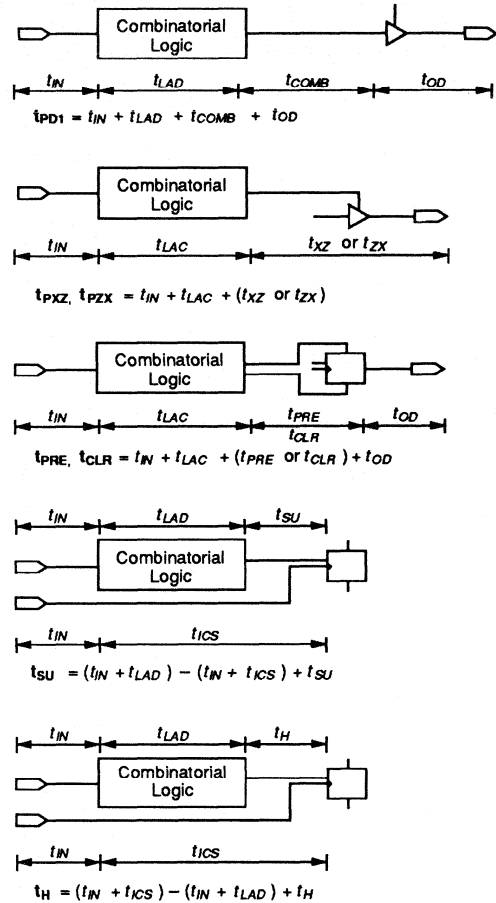 Combinatorial
Logic
tIN tLAD tCOMB tOD
tPD1 = tIN + tLAD + tCOMB + tOD
Combinatorial
Logic
tIN tLAC tXZ or tZX
tPXZ, tPZX = tIN + tLAC + (tXZ or tZX)
Combinatorial
Logic
tIN tLAC tPRE tOD
tCLR
tPRE, tCLR = tIN + tLAC + (tPRE or tCLR) + tOD
tIN tLAD tSU
Combinatorial
Logic
tIN tICS
tSU = (tIN + tLAD) – (tIN + tICS) + tSU
tIN tLAD tH
Combinatorial
Logic
tIN tICS
tH = (tIN + tICS) – (tIN + tLAD) + tH